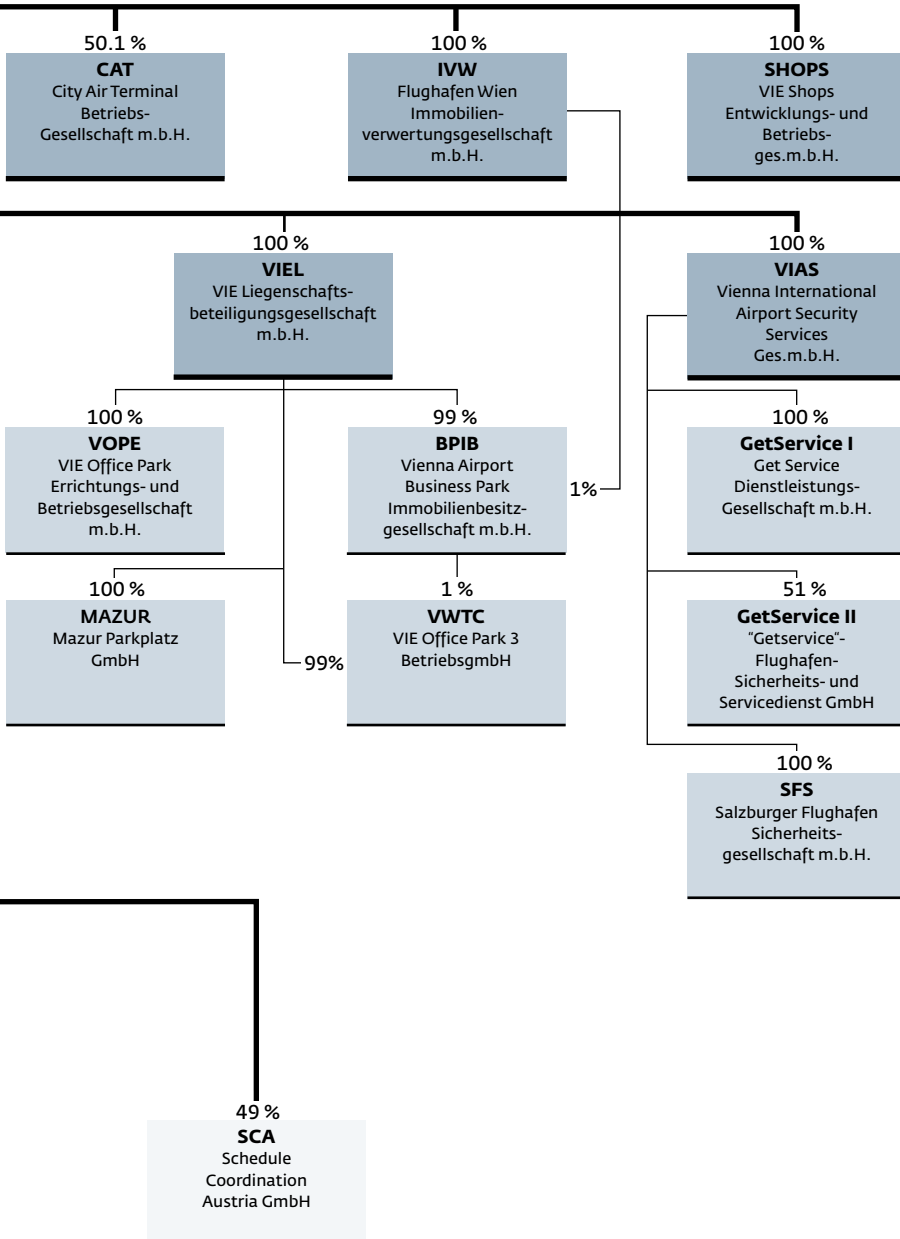 50.1 %
CAT
City Air Terminal
Betriebs-
Gesellschaft m.b.H.
100 %
IVW
Flughafen Wien
Immobilien-
verwertungsgesellschaft
m.b.H.
100 %
SHOPS
VIE Shops
Entwicklungs- und
Betriebs-
ges.m.b.H.
100 %
VIEL
VIE Liegenschafts-
beteiligungsgesellschaft
m.b.H.
100 %
VIAS
Vienna International
Airport Security
Services
Ges.m.b.H.
100 %
VOPE
VIE Office Park
Errichtungs- und
Betriebsgesellschaft
m.b.H.
99 %
BPIB
Vienna Airport
Business Park
Immobilienbesitz-
gesellschaft m.b.H.
1%
100 %
GetService I
Get Service
Dienstleistungs-
Gesellschaft m.b.H.
100 %
MAZUR
Mazur Parkplatz
GmbH
99%
1 %
VWTC
VIE Office Park 3
BetriebsgmbH
51 %
GetService II
"Getservice"-
Flughafen-
Sicherheits- und
Servicedienst GmbH
100 %
SFS
Salzburger Flughafen
Sicherheits-
gesellschaft m.b.H.
49 %
SCA
Schedule
Coordination
Austria GmbH